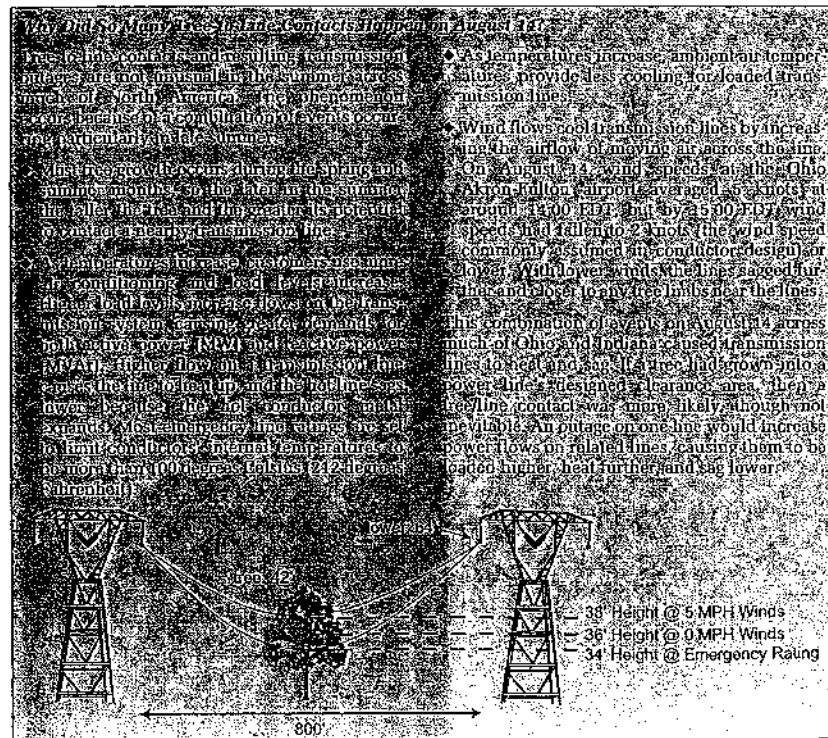 Why Did So Many Tree-to-Line Contacts Happen on August 14?
Tree-to-line contacts and resulting transmission
outages are not unusual in the summer across
much of North America. The phenomenon
occurs because of a combination of events occur-
ring particularly in late summer:
◆ Most tree growth occurs during the spring and
summer months, so the later in the summer
the taller the tree and the greater its potential
to contact a nearby transmission line.
◆ As temperatures increase, customers use more
air conditioning and load levels increase.
Higher load levels increase flows on the trans-
mission system, causing greater demands for
both active power (MW) and reactive power
(MVAr). Higher flow on a transmission line
causes the line to heat up, and the hot line sags
lower because the hot conductor metal
expands. Most emergency line ratings are set
to limit conductors' internal temperatures to
no more than 100 degrees Celsius (212 degrees
Fahrenheit).
◆ As temperatures increase, ambient air temper-
atures provide less cooling for loaded trans-
mission lines.
◆ Wind flows cool transmission lines by increas-
ing the airflow of moving air across the line.
On August 14 wind speeds at the Ohio
Akron-Fulton airport averaged 5 knots at
around 14:00 EDT, but by 15:00 EDT wind
speeds had fallen to 2 knots (the wind speed
commonly assumed in conductor design) or
lower. With lower winds, the lines sagged fur-
ther and closer to any tree limbs near the lines.
This combination of events on August 14 across
much of Ohio and Indiana caused transmission
lines to heat and sag. If a tree had grown into a
power line's designed clearance area, then a
tree/line contact was more likely, though not
inevitable. An outage on one line would increase
power flows on related lines, causing them to be
loaded higher, heat further, and sag lower.
Tower: 64'
Tree: 42'
38' Height @ 5 MPH Winds
36' Height @ 0 MPH Winds
34' Height @ Emergency Rating
800'